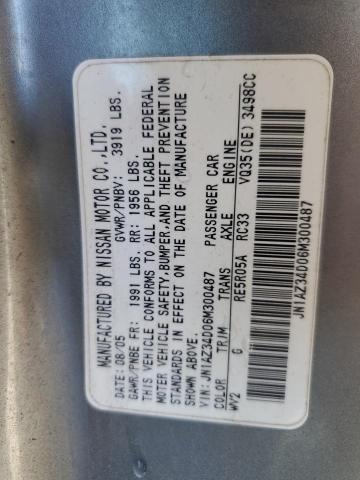 MANUFACTURED BY NISSAN MOTOR CO.,LTD.
DATE: 08/05 GVWR/PNBV: 3919 LBS.
GAWR/PNBE FR: 1991 LBS. RR: 1956 LBS.
THIS VEHICLE CONFORMS TO ALL APPLICABLE FEDERAL
MOTOR VEHICLE SAFETY,BUMPER,AND THEFT PREVENTION
STANDARDS IN EFFECT ON THE DATE OF MANUFACTURE
SHOWN ABOVE.
VIN: JN1AZ34D06M300487 PASSENGER CAR
COLOR TRIM TRANS AXLE ENGINE
WV2 G RE5R05A RC33 VQ35(DE) 3498CC
JN1AZ34D06M300487